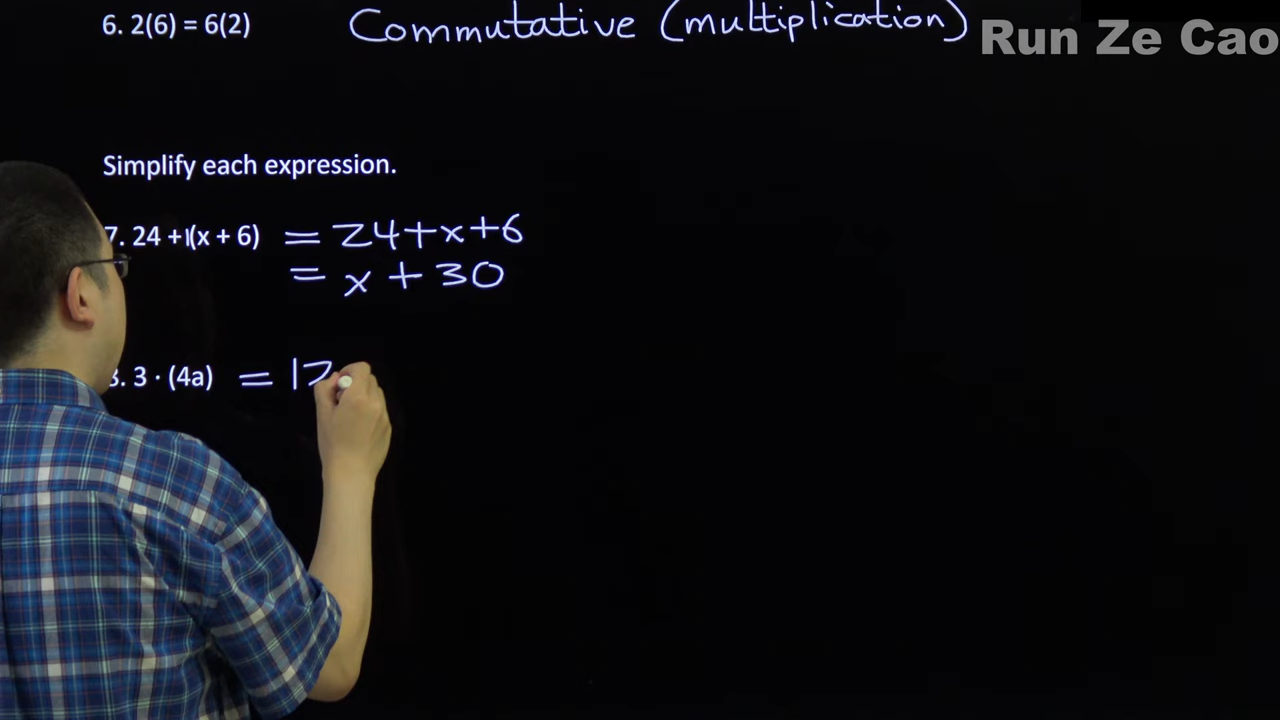 6. 2(6) = 6(2) Commutative (multiplication)
Run Ze Cao
Simplify each expression.
7. 24 + 1(x + 6) = 24+x+6
= x + 30
3 · (4a) = 12